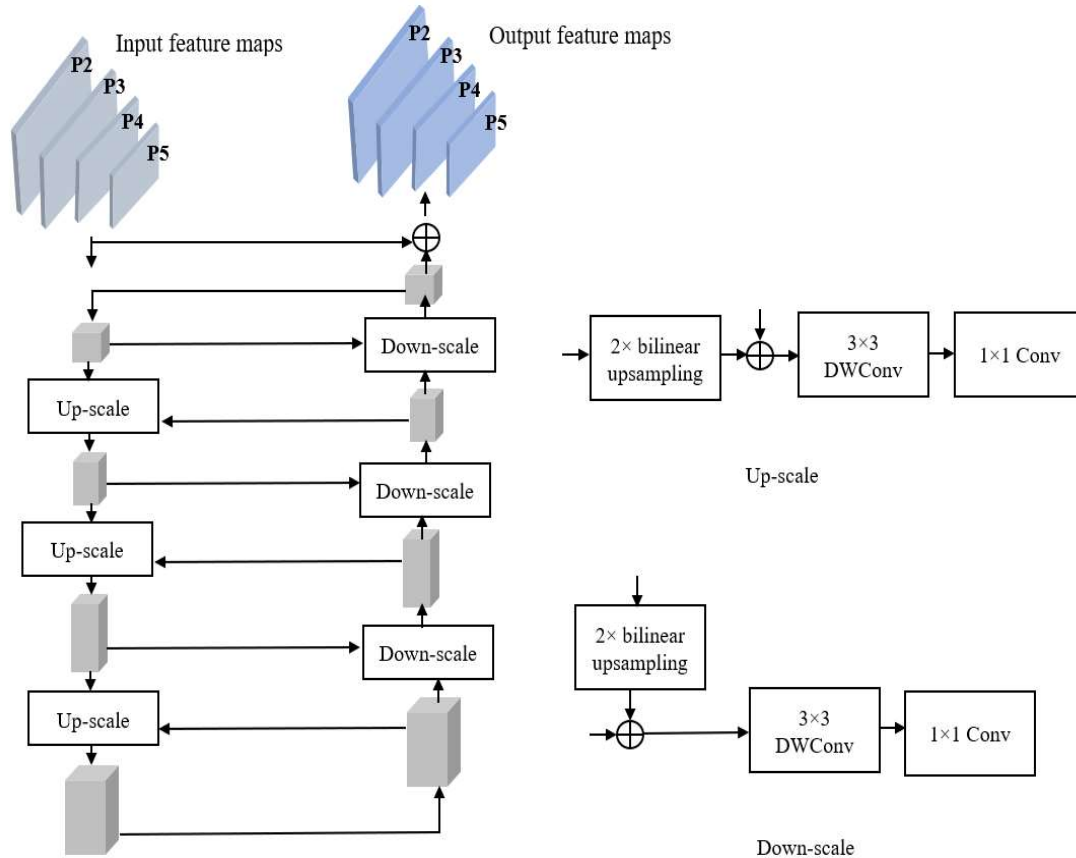 Input feature maps
P2
P3
P4
P5
Output feature maps
P2
P3
P4
P5
Down-scale
Up-scale
Down-scale
Up-scale
Down-scale
Up-scale
2× bilinear
upsampling
3×3
DWConv
1×1 Conv
Up-scale
2× bilinear
upsampling
3×3
DWConv
1×1 Conv
Down-scale